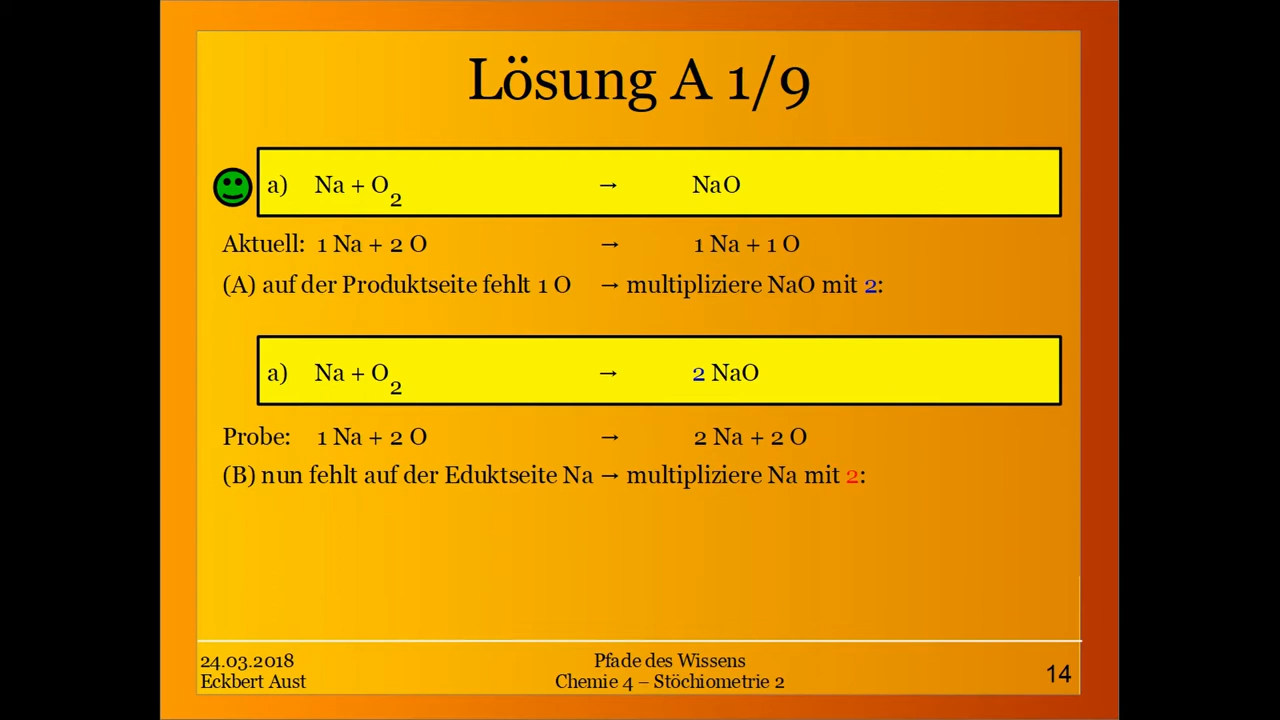 Lösung A 1/9
a) Na + O2 → NaO
Aktuell: 1 Na + 2 O → 1 Na + 1 O
(A) auf der Produktseite fehlt 1 O → multipliziere NaO mit 2:
a) Na + O2 → 2 NaO
Probe: 1 Na + 2 O → 2 Na + 2 O
(B) nun fehlt auf der Eduktseite Na → multipliziere Na mit 2:
24.03.2018
Eckbert Aust
Pfade des Wissens
Chemie 4 – Stöchiometrie 2
14